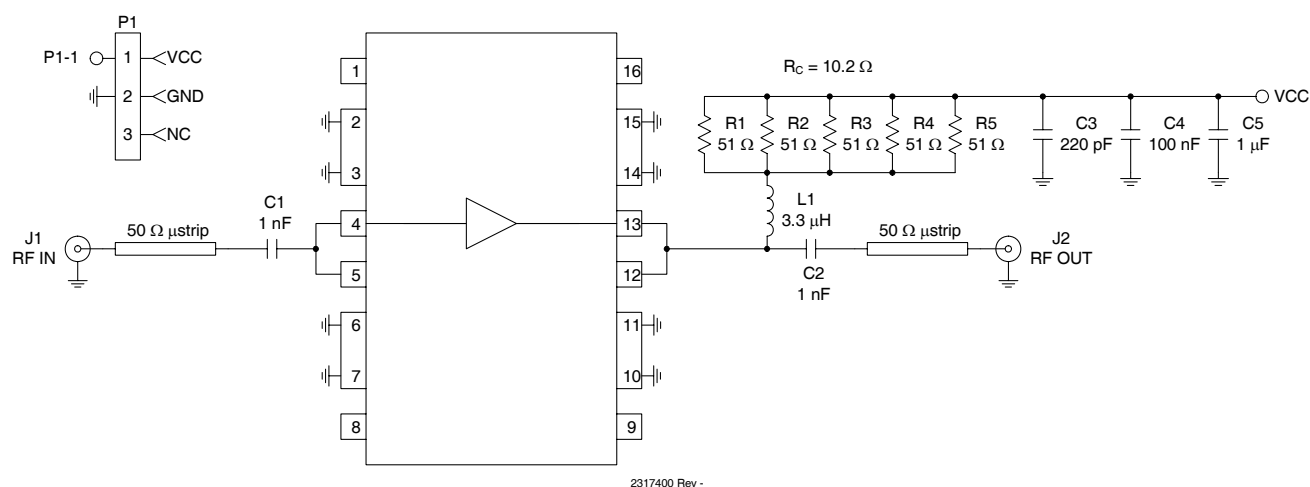 P1
P1-1
1
VCC
2
GND
3
NC
1
2
3
4
5
6
7
8
16
15
14
13
12
11
10
9
J1
RF IN
50 Ω μstrip
C1
1 nF
R_C = 10.2 Ω
R1
51 Ω
R2
51 Ω
R3
51 Ω
R4
51 Ω
R5
51 Ω
C3
220 pF
C4
100 nF
C5
1 μF
VCC
L1
3.3 μH
C2
1 nF
50 Ω μstrip
J2
RF OUT
2317400 Rev -